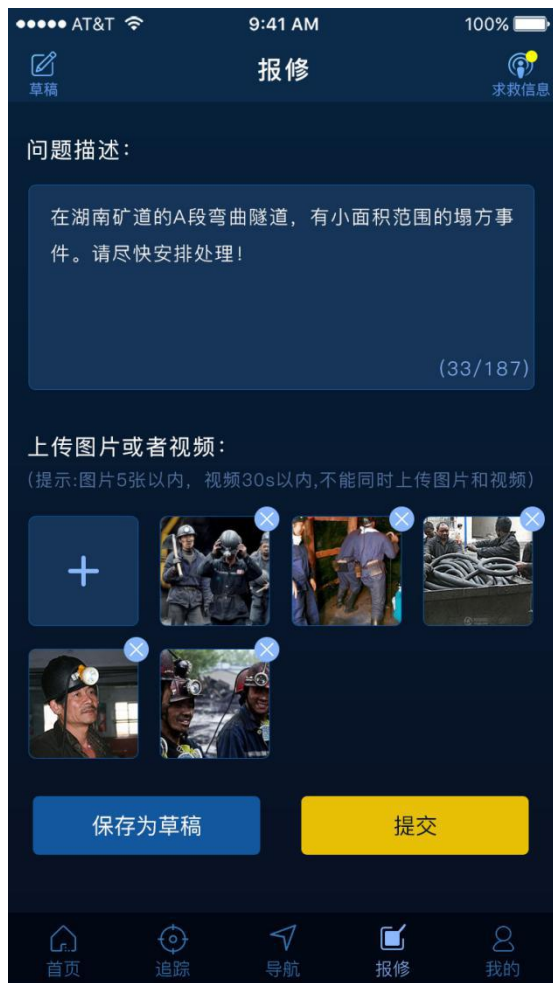 AT&T 9:41 AM 100%
报修
草稿
求救信息
问题描述：
在湖南矿道的A段弯曲隧道，有小面积范围的塌方事
件。请尽快安排处理！
(33/187)
上传图片或者视频：
(提示:图片5张以内，视频30s以内,不能同时上传图片和视频)
保存为草稿
提交
首页
追踪
导航
报修
我的